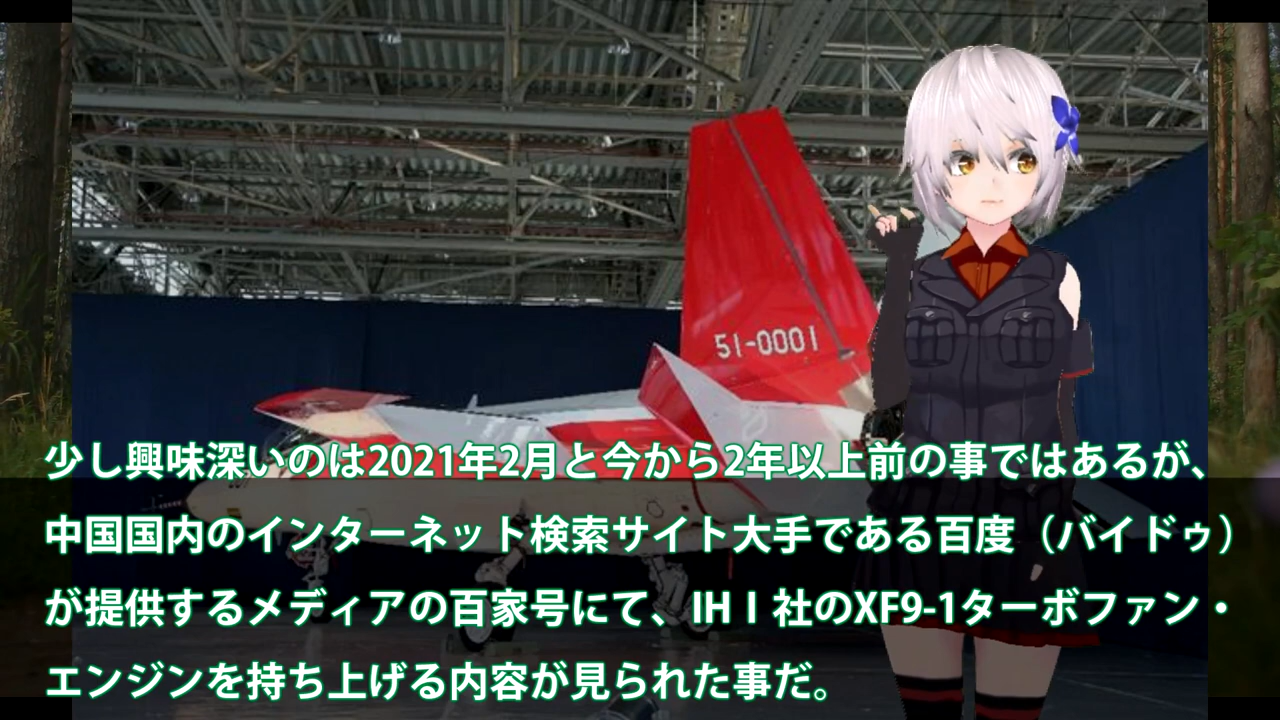 51-0001
少し興味深いのは2021年2月と今から2年以上前の事ではあるが、
中国国内のインターネット検索サイト大手である百度（バイドゥ）
が提供するメディアの百家号にて、IHI社のXF9-1ターボファン・
エンジンを持ち上げる内容が見られた事だ。